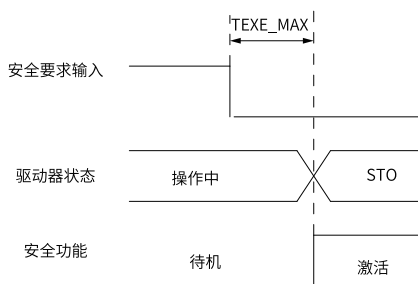 TEXE_MAX
安全要求输入
驱动器状态
操作中
STO
安全功能
待机
激活